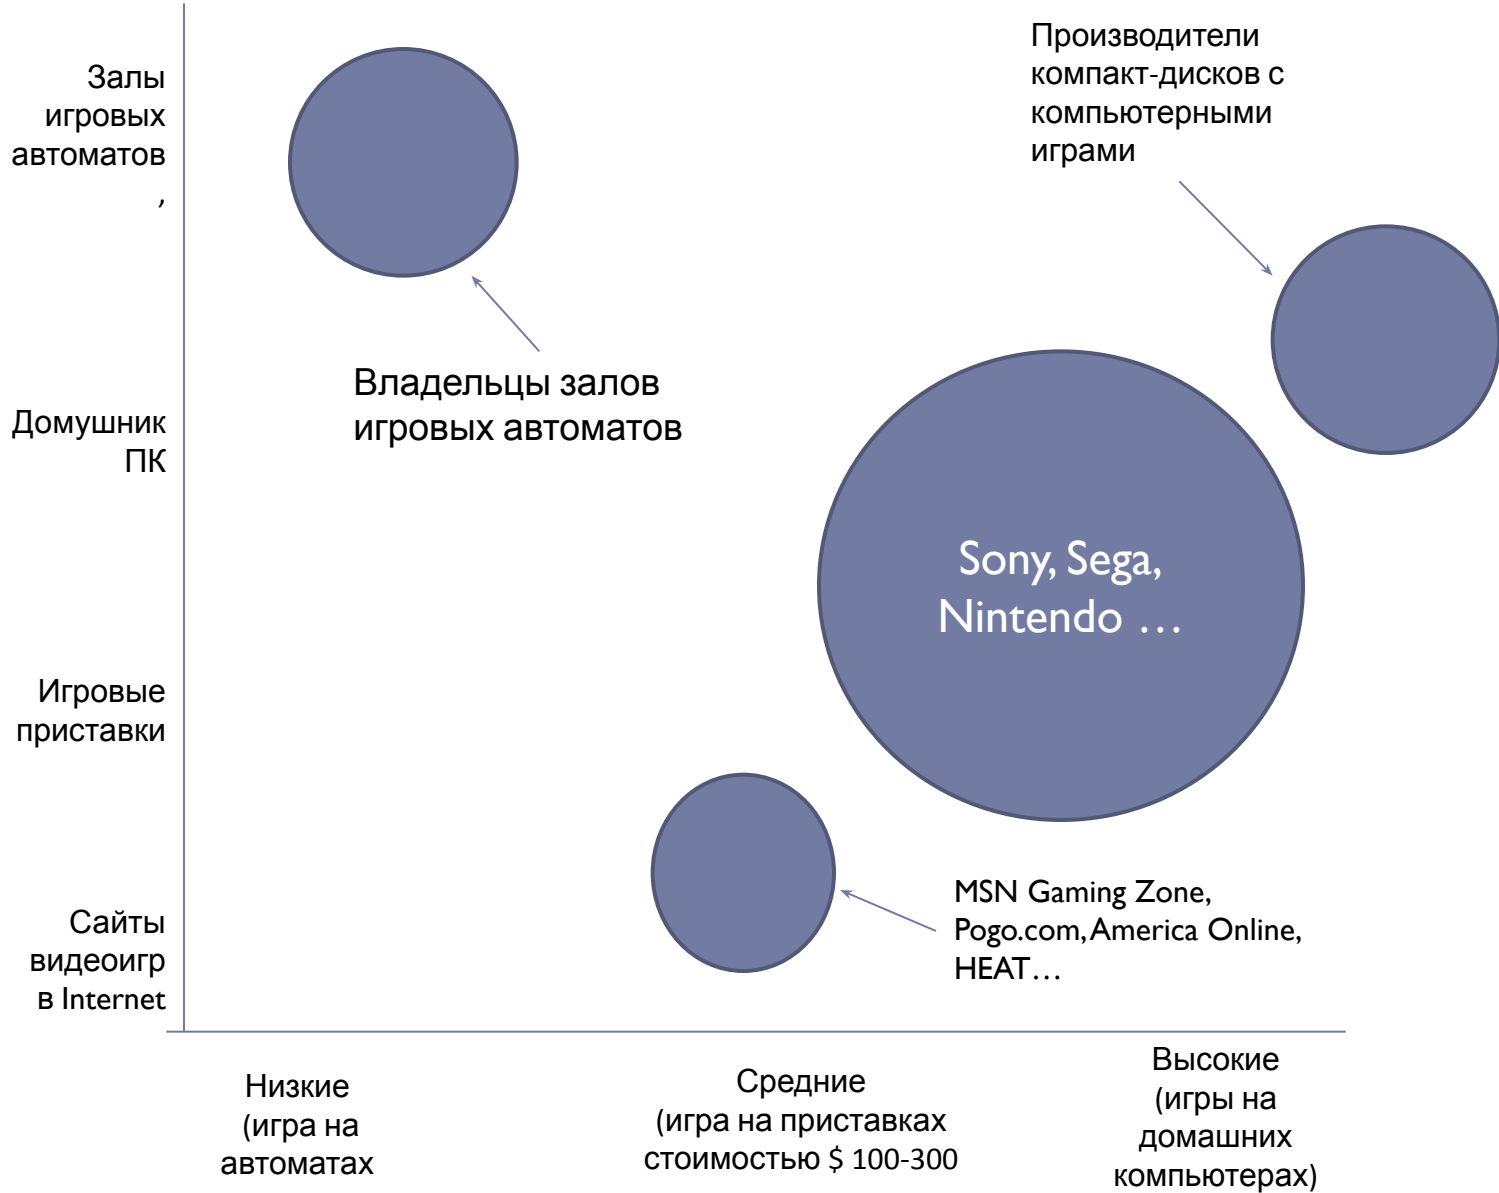 Залы
игровых
автоматов
,
Производители
компакт-дисков с
компьютерными
играми
Владельцы залов
игровых автоматов
Домушник
ПК
Sony, Sega,
Nintendo …
Игровые
приставки
MSN Gaming Zone,
Pogo.com, America Online,
HEAT…
Сайты
видеоигр
в Internet
Низкие
(игра на
автоматах
Средние
(игра на приставках
стоимостью $ 100-300
Высокие
(игры на
домашних
компьютерах)